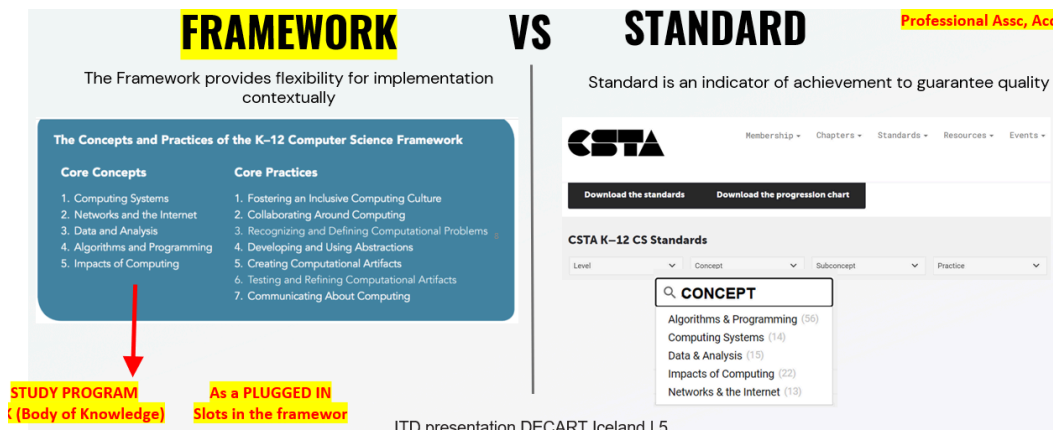 FRAMEWORK VS STANDARD
Professional Assc,
The Framework provides flexibility for implementation
contextually
Standard is an indicator of achievement to guarantee quality
The Concepts and Practices of the K–12 Computer Science Framework
Core Concepts
1. Computing Systems
2. Networks and the Internet
3. Data and Analysis
4. Algorithms and Programming
5. Impacts of Computing
Core Practices
1. Fostering an Inclusive Computing Culture
2. Collaborating Around Computing
3. Recognizing and Defining Computational Problems
4. Developing and Using Abstractions
5. Creating Computational Artifacts
6. Testing and Refining Computational Artifacts
7. Communicating About Computing
STUDY PROGRAM
(Body of Knowledge)
As a PLUGGED IN
Slots in the framewor
CSTA
Membership Chapters Standards Resources Events
Download the standards Download the progression chart
CSTA K–12 CS Standards
Level Concept Subconcept Practice
CONCEPT
Algorithms & Programming (56)
Computing Systems (14)
Data & Analysis (15)
Impacts of Computing (22)
Networks & the Internet (13)
ITD presentation DECART Iceland L5